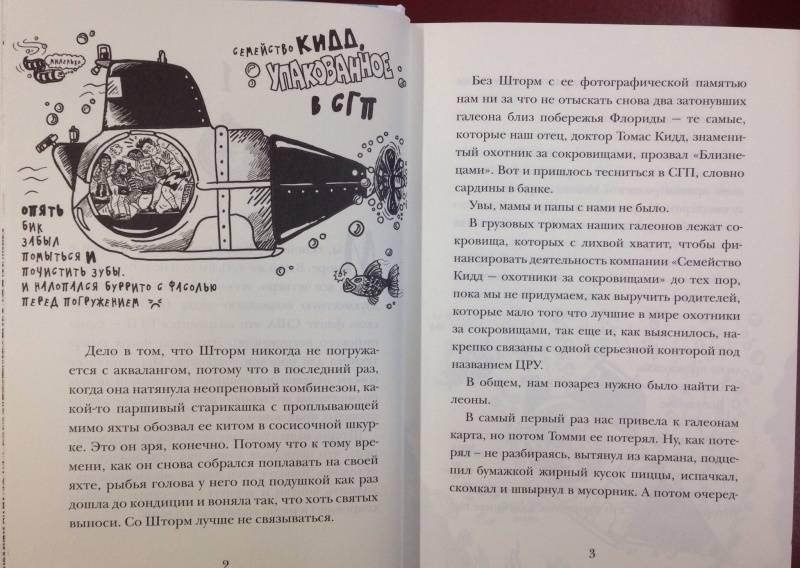 СЕМЕЙСТВО КИДД,
УПАКОВАННОЕ
В СГП
ОПЯТЬ
БИК
ЗАБЫЛ
ПОМЫТЬСЯ И
ПОЧИСТИТЬ ЗУБЫ.
И НАЛОПАЛСЯ БУРРИТО С ФАСОЛЬЮ
ПЕРЕД ПОГРУЖЕНИЕМ
Дело в том, что Шторм никогда не погружа-
ется с аквалангом, потому что в последний раз,
когда она натянула неопреновый комбинезон, ка-
кой-то паршивый старикашка с проплывающей
мимо яхты обозвал ее китом в сосисочной шкур-
ке. Это он зря, конечно. Потому что к тому вре-
мени, как он снова собрался поплавать на своей
яхте, рыбья голова у него под подушкой как раз
дошла до кондиции и воняла так, что хоть святых
выноси. Со Шторм лучше не связываться.
2
Без Шторм с ее фотографической памятью
нам ни за что не отыскать снова два затонувших
галеона близ побережья Флориды – те самые,
которые наш отец, доктор Томас Кидд, знамени-
тый охотник за сокровищами, прозвал «Близне-
цами». Вот и пришлось тесниться в СГП, словно
сардины в банке.
Увы, мамы и папы с нами не было.
В грузовых трюмах наших галеонов лежат со-
кровища, которых с лихвой хватит, чтобы фи-
нансировать деятельность компании «Семейство
Кидд – охотники за сокровищами» до тех пор,
пока мы не придумаем, как выручить родителей,
которые мало того что лучшие в мире охотники
за сокровищами, так еще и, как выяснилось, на-
крепко связаны с одной серьезной конторой под
названием ЦРУ.
В общем, нам позарез нужно было найти га-
леоны.
В самый первый раз нас привела к галеонам
карта, но потом Томми ее потерял. Ну, как поте-
рял – не разбираясь, вытянул из кармана, подце-
пил бумажкой жирный кусок пиццы, испачкал,
скомкал и швырнул в мусорник. А потом очеред-
3